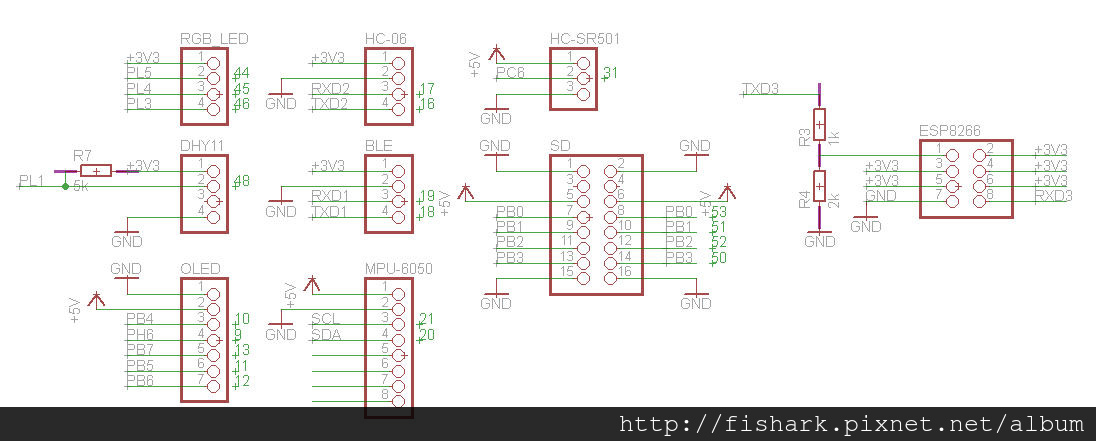 RGB_LED
+3V3 1
PL5 2 44
PL4 3 45
PL3 4 46
HC-06
+3V3 1
GND 2
RXD2 3 17
TXD2 4 16
HC-SR501
+5V 1
PC6 2 31
GND 3
R7
5k
PL1
DHY11
+3V3 1
2 48
3
GND 4
BLE
+3V3 1
GND 2
RXD1 3 19
TXD1 4 18
SD
GND 1 2 GND
3 4
+5V 5 6 +5V
PB0 7 8 PB0 53
PB1 9 10 PB1 51
PB2 11 12 PB2 52
PB3 13 14 PB3 50
GND 15 16 GND
TXD3
R3
1k
R4
2k
GND
ESP8266
1 2 +3V3
+3V3 3 4 +3V3
+3V3 5 6 +3V3
GND 7 8 RXD3
GND
OLED
GND 1
+5V 2
PB4 3 10
PH6 4 9
PB7 5 13
PB5 6 11
PB6 7 12
MPU-6050
+5V 1
GND 2
SCL 3 21
SDA 4 20
5
6
7
8
http://fishark.pixnet.net/album